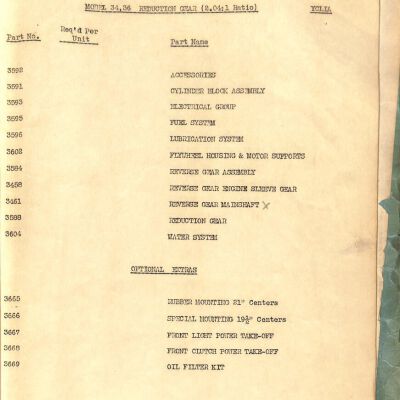 MODEL 34,36 REDUCTION GEAR (2.04:1 Ratio) YCLIA
Part No. Req'd Per Unit Part Name
3592 ACCESSORIES
3591 CYLINDER BLOCK ASSEMBLY
3593 ELECTRICAL GROUP
3595 FUEL SYSTEM
3596 LUBRICATION SYSTEM
3602 FLYWHEEL HOUSING & MOTOR SUPPORTS
3584 REVERSE GEAR ASSEMBLY
3458 REVERSE GEAR ENGINE SLEEVE GEAR
3461 REVERSE GEAR MAINSHAFT X
3588 REDUCTION GEAR
3604 WATER SYSTEM
OPTIONAL EXTRAS
3665 RUBBER MOUNTING 21" Centers
3666 SPECIAL MOUNTING 19½" Centers
3667 FRONT LIGHT POWER TAKE-OFF
3668 FRONT CLUTCH POWER TAKE-OFF
3669 OIL FILTER KIT